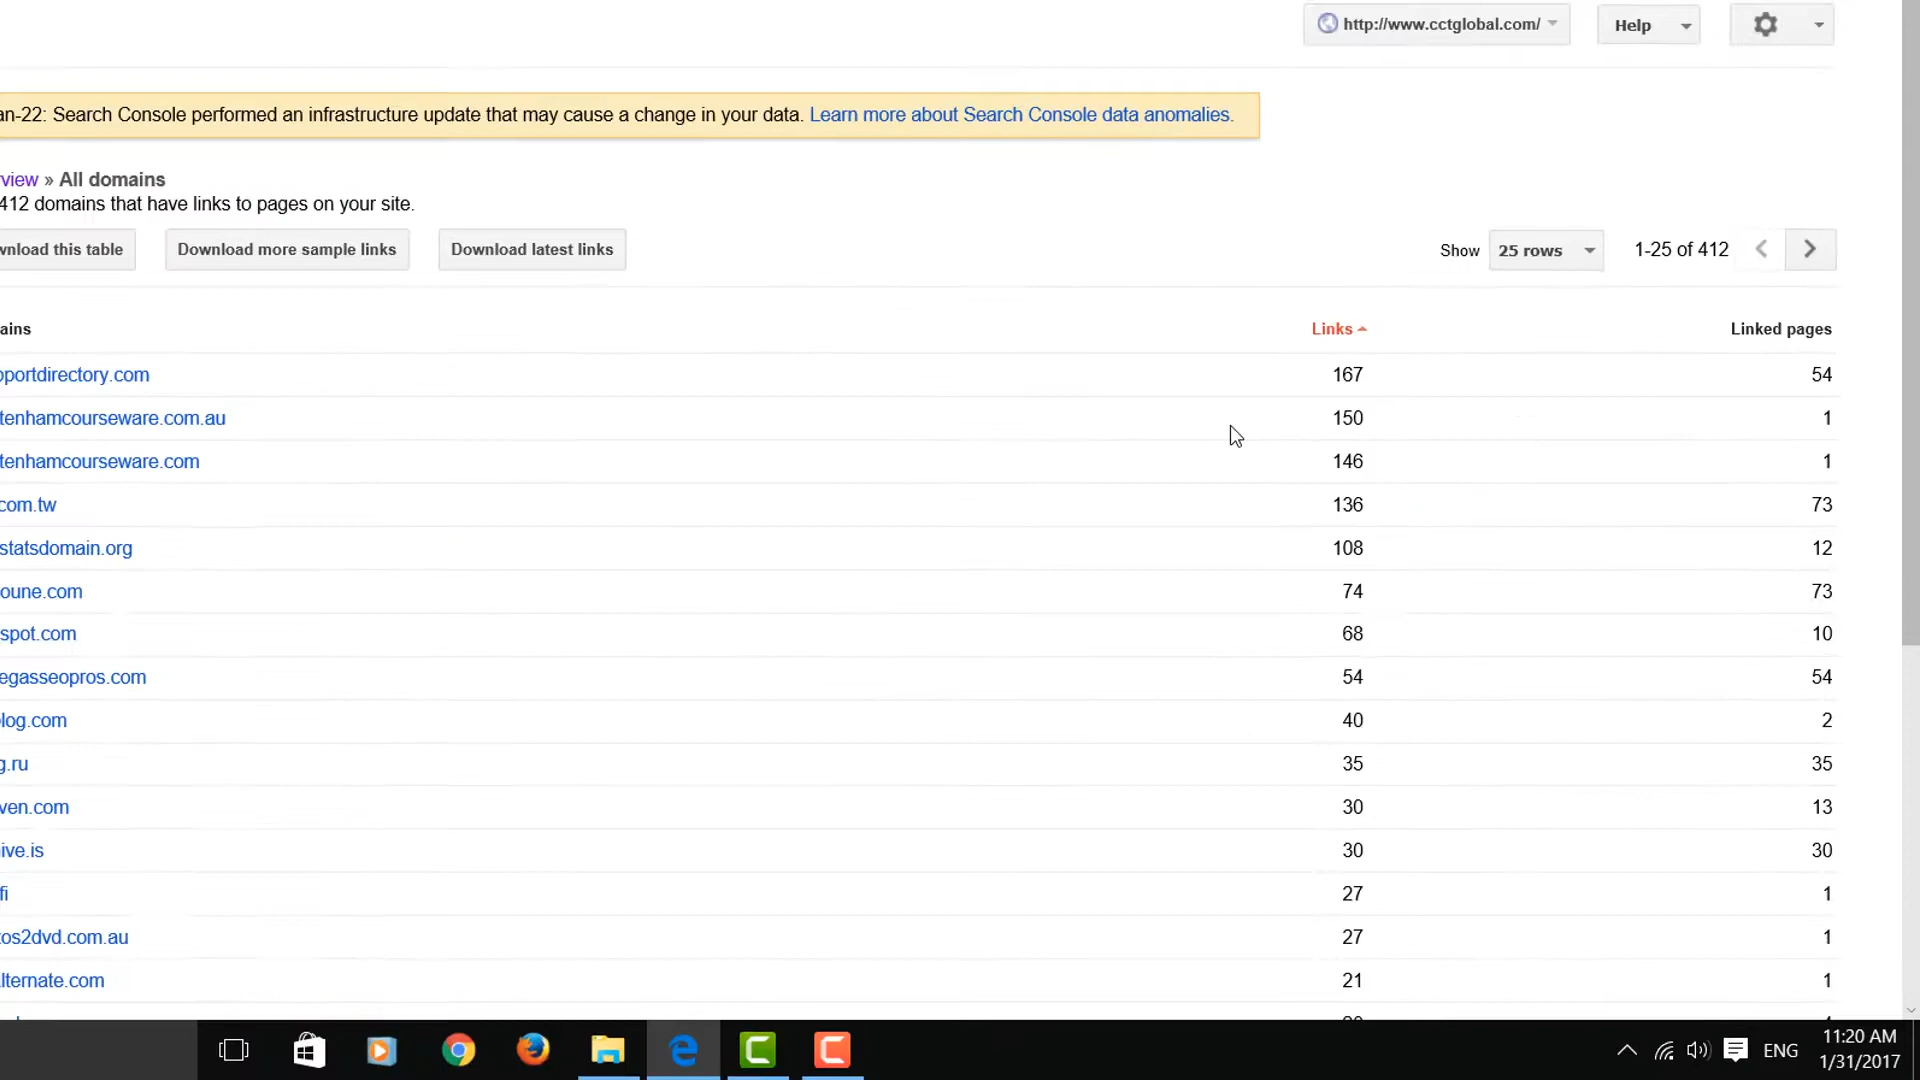 http://www.cctglobal.com/
Help
an-22: Search Console performed an infrastructure update that may cause a change in your data. Learn more about Search Console data anomalies.
view » All domains
412 domains that have links to pages on your site.
wnload this table
Download more sample links
Download latest links
Show
25 rows
1-25 of 412
ains
Links
Linked pages
portdirectory.com 167 54
tenhamcourseware.com.au 150 1
tenhamcourseware.com 146 1
com.tw 136 73
statsdomain.org 108 12
oune.com 74 73
spot.com 68 10
egasseopros.com 54 54
log.com 40 2
g.ru 35 35
ven.com 30 13
ive.is 30 30
fi 27 1
tos2dvd.com.au 27 1
lternate.com 21 1
ENG
11:20 AM
1/31/2017